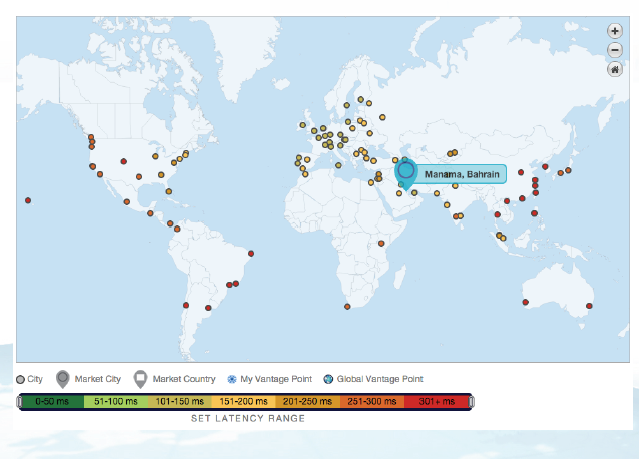 +
−
Manama, Bahrain
City Market City Market Country My Vantage Point Global Vantage Point
0-50 ms 51-100 ms 101-150 ms 151-200 ms 201-250 ms 251-300 ms 301+ ms
SET LATENCY RANGE